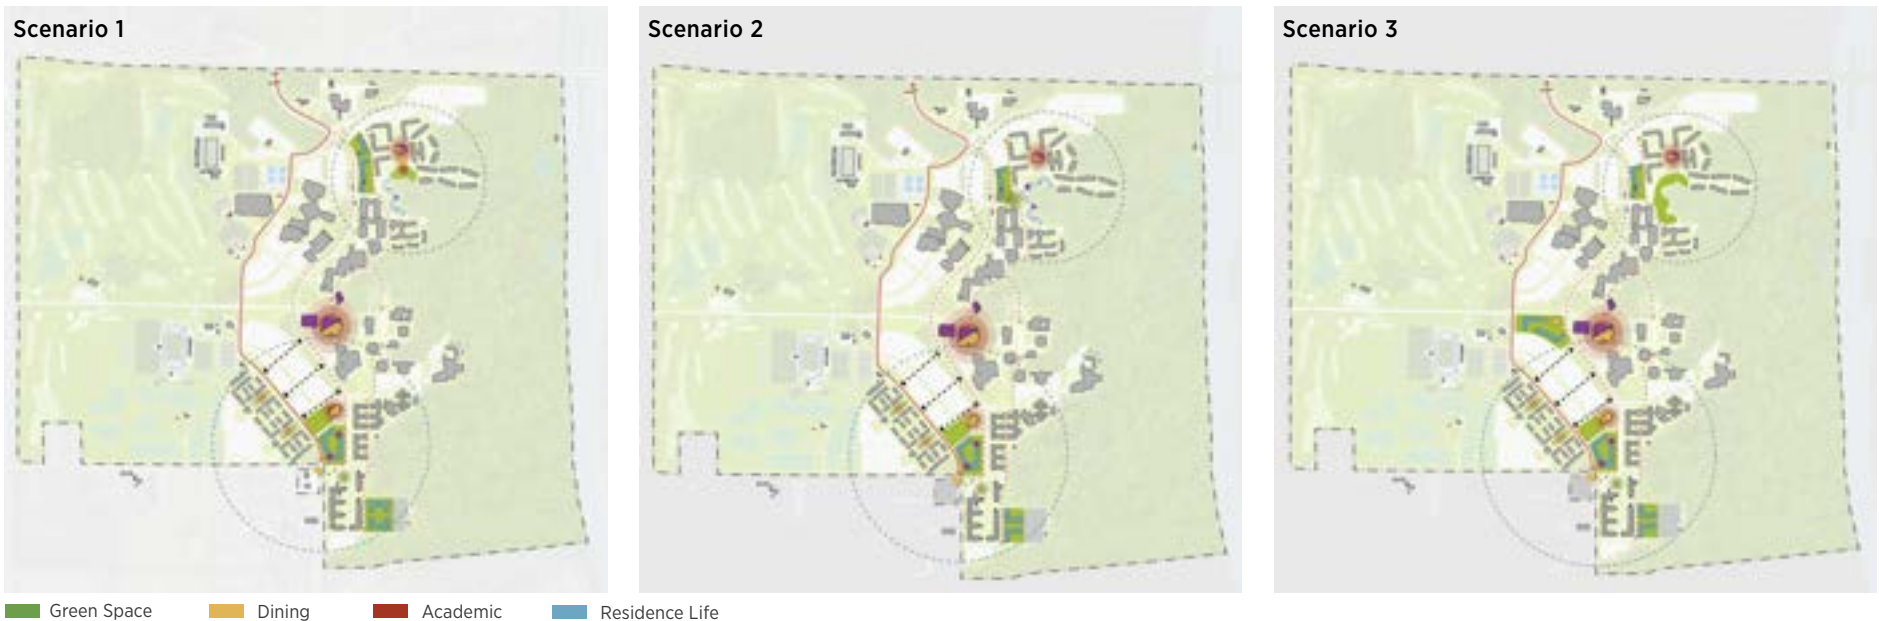 Scenario 1
Scenario 2
Scenario 3
Green Space
Dining
Academic
Residence Life